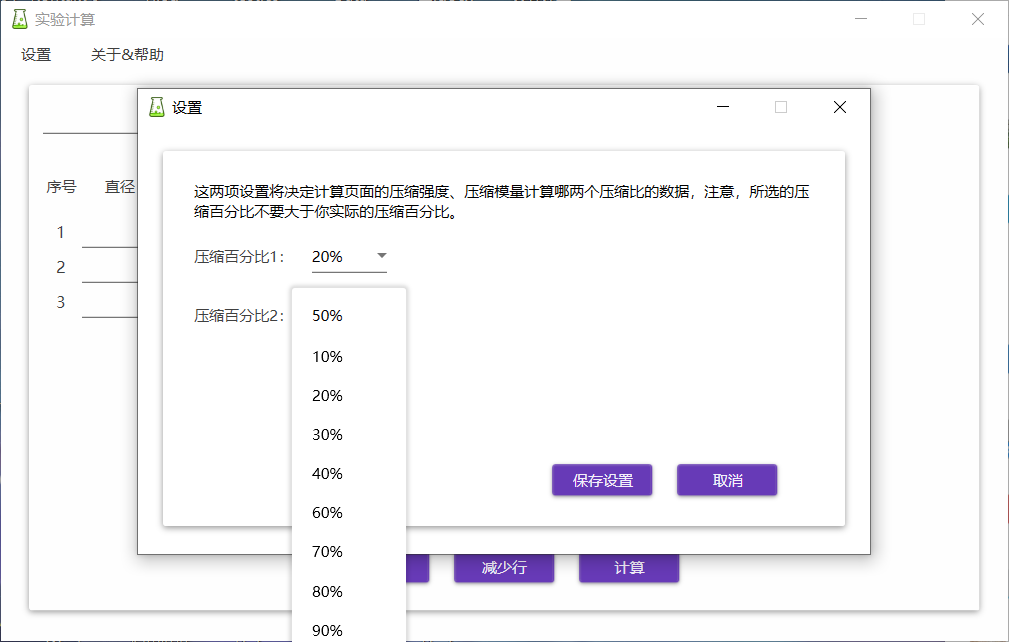 实验计算
设置 关于&帮助
设置
这两项设置将决定计算页面的压缩强度、压缩模量计算哪两个压缩比的数据，注意，所选的压
缩百分比不要大于你实际的压缩百分比。
序号 直径
1
2
3
压缩百分比1： 20%
压缩百分比2： 50%
10%
20%
30%
40%
60%
70%
80%
90%
保存设置 取消
减少行 计算